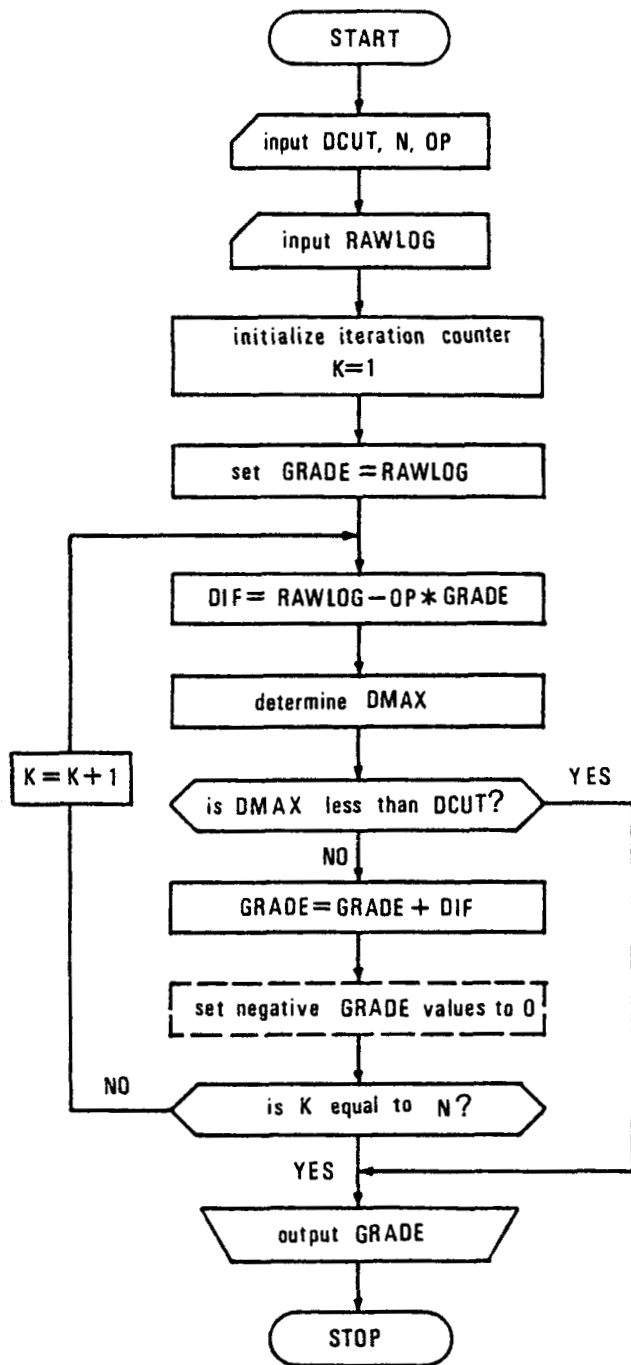 START
input DCUT, N, OP
input RAWLOG
initialize iteration counter
K=1
set GRADE=RAWLOG
DIF= RAWLOG-OP* GRADE
determine DMAX
K=K+1
is DMAX less than DCUT?
YES
NO
GRADE=GRADE + DIF
set negative GRADE values to 0
NO
is K equal to N?
YES
output GRADE
STOP